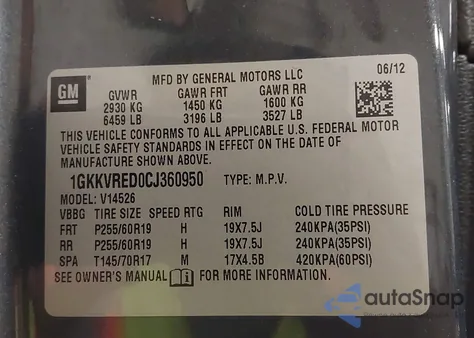 GM
MFD BY GENERAL MOTORS LLC 06/12
GVWR GAWR FRT GAWR RR
2930 KG 1450 KG 1600 KG
6459 LB 3196 LB 3527 LB
THIS VEHICLE CONFORMS TO ALL APPLICABLE U.S. FEDERAL MOTOR
VEHICLE SAFETY STANDARDS IN EFFECT ON THE DATE OF
MANUFACTURE SHOWN ABOVE.
1GKKVRED0CJ360950 TYPE: M.P.V.
MODEL: V14526
VBBG TIRE SIZE SPEED RTG RIM COLD TIRE PRESSURE
FRT P255/60R19 H 19X7.5J 240KPA(35PSI)
RR P255/60R19 H 19X7.5J 240KPA(35PSI)
SPA T145/70R17 M 17X4.5B 420KPA(60PSI)
SEE OWNER'S MANUAL FOR MORE INFORMATION
autaSnap